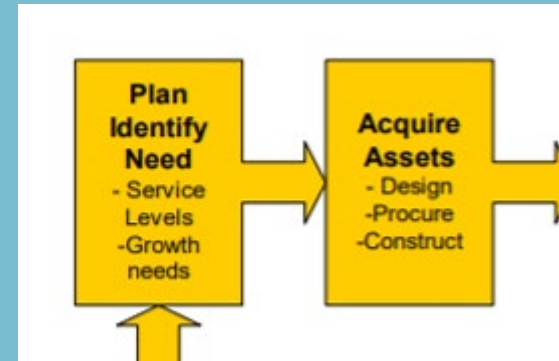 Plan
Identify
Need
- Service
Levels
-Growth
needs
Acquire
Assets
- Design
-Procure
-Construct